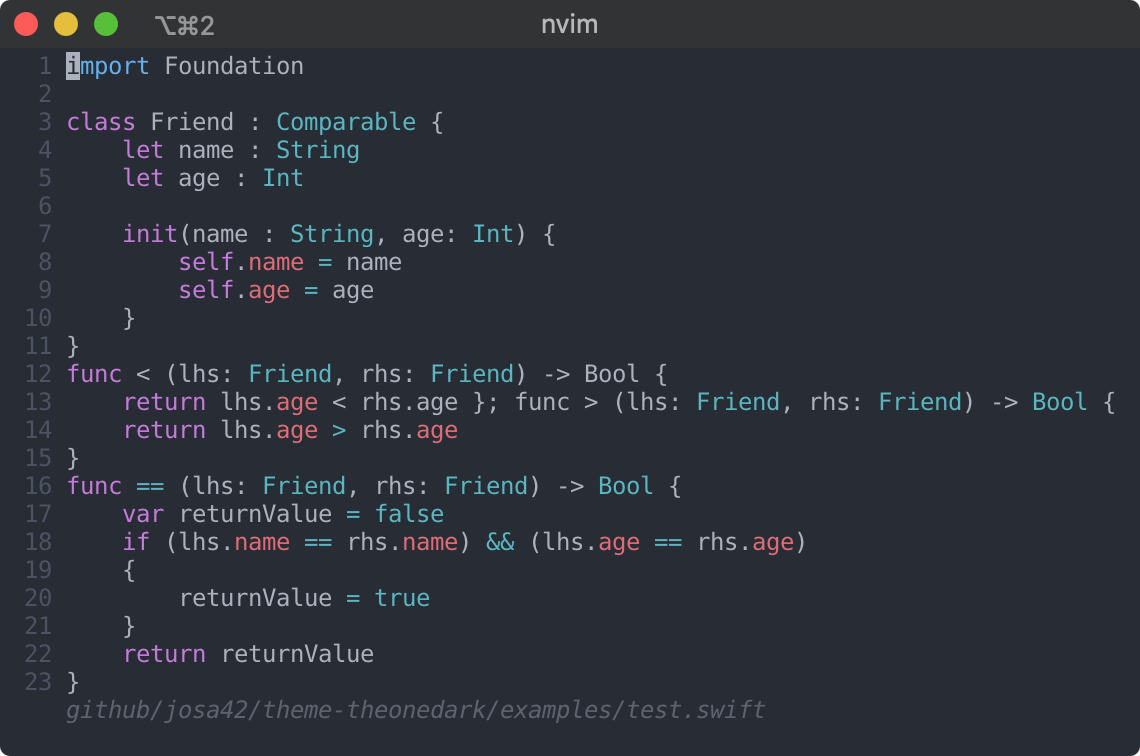 ⌥⌘2 nvim
1 import Foundation
2
3 class Friend : Comparable {
4     let name : String
5     let age : Int
6
7     init(name : String, age: Int) {
8         self.name = name
9         self.age = age
10     }
11 }
12 func < (lhs: Friend, rhs: Friend) -> Bool {
13     return lhs.age < rhs.age }; func > (lhs: Friend, rhs: Friend) -> Bool {
14     return lhs.age > rhs.age
15 }
16 func == (lhs: Friend, rhs: Friend) -> Bool {
17     var returnValue = false
18     if (lhs.name == rhs.name) && (lhs.age == rhs.age)
19     {
20         returnValue = true
21     }
22     return returnValue
23 }
github/josa42/theme-theonedark/examples/test.swift